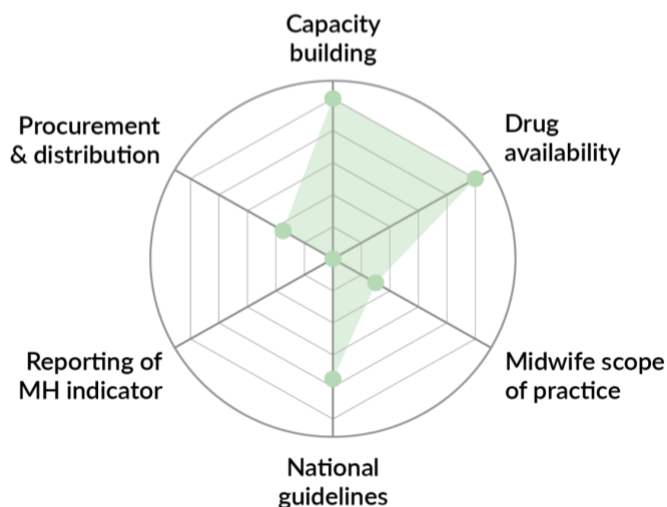 Capacity
building
Drug
availability
Midwife scope
of practice
National
guidelines
Reporting of
MH indicator
Procurement
& distribution